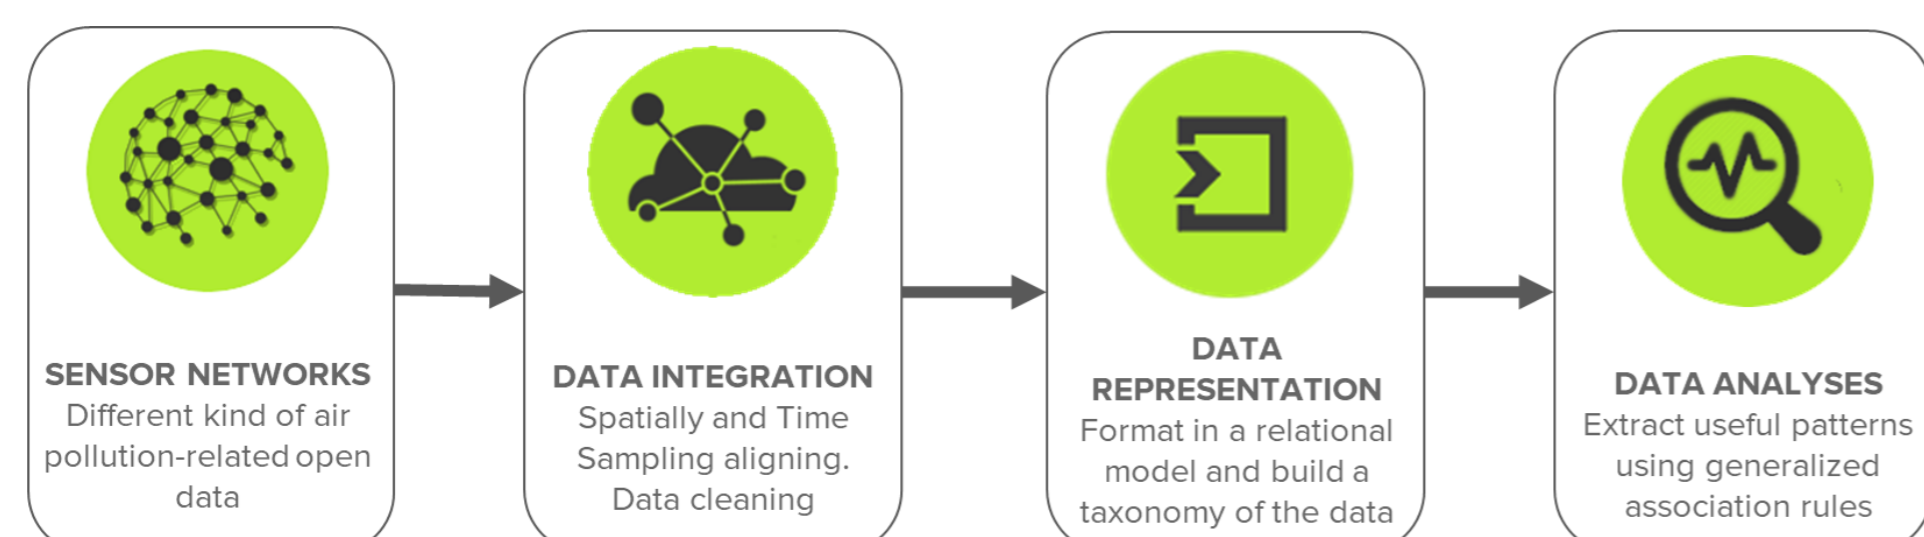 SENSOR NETWORKS
Different kind of air
pollution-related open
data
DATA INTEGRATION
Spatially and Time
Sampling aligning.
Data cleaning
DATA
REPRESENTATION
Format in a relational
model and build a
taxonomy of the data
DATA ANALYSES
Extract useful patterns
using generalized
association rules